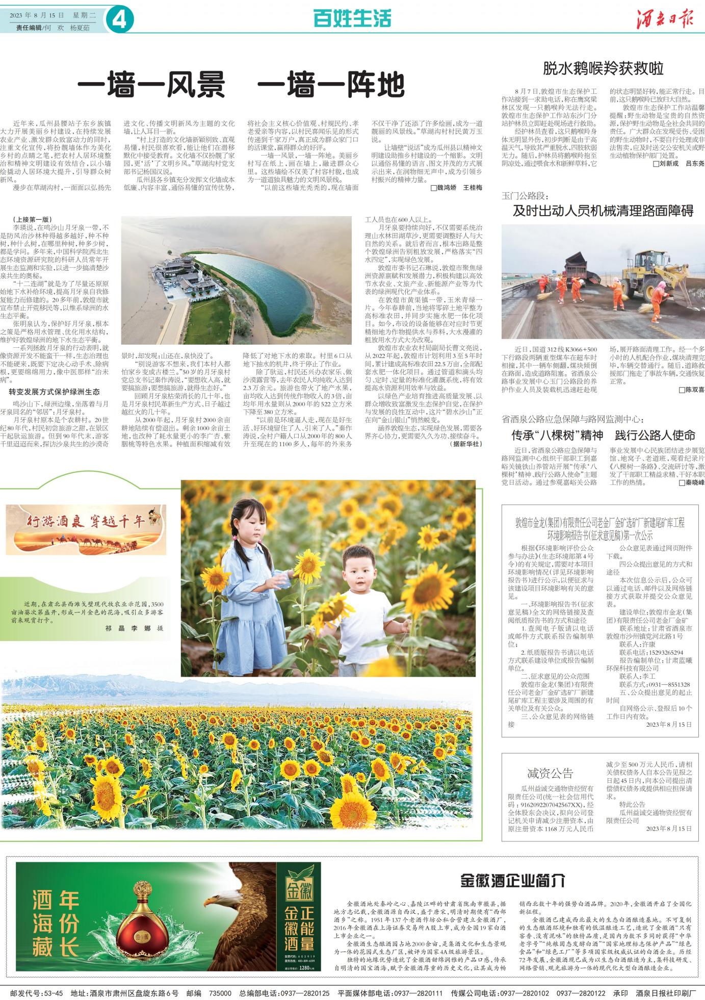 2023 年 8 月 15 日　星期二
责任编辑/何　欢　杨夏茹
4
百姓生活
酒泉日报
一墙一风景　一墙一阵地
近年来,瓜州县腰站子东乡族镇
大力开展美丽乡村建设,在持续发展
农业产业、激发群众致富动力的同时,
注重文化宣传,将扮靓墙体作为美化
乡村的点睛之笔,把农村人居环境整
治和精神文明建设有效结合,以小墙
绘撬动人居环境大提升,引导群众树
新风。
漫步在草湖沟村,一面面以弘扬先
进文化、传播文明新风为主题的文化
墙,让人耳目一新。
“村上打造的文化墙新颖别致、直观
易懂,村民很喜欢看,能让他们在潜移
默化中接受教育。文化墙不仅扮靓了家
园,更‘活’了文明乡风。”草湖沟村党支
部书记杨国汉说。
瓜州县各乡镇充分发挥文化墙成本
低廉、内容丰富、通俗易懂的宣传优势,
将社会主义核心价值观、村规民约、孝
老爱亲等内容,以村民喜闻乐见的形式
传递到千家万户,真正成为群众家门口
的活课堂,赢得群众的好评。
一墙一风景,一墙一阵地。美丽乡
村写在纸上,画在墙上,融进群众心
里。这些墙绘不仅美了村容村貌,也成
为一道道独具魅力的文明风景线。
“以前这些墙光秃秃的,现在墙面
不仅干净了还添了许多绘画,成为一道
靓丽的风景线。”草湖沟村村民黄万玉
说。
让墙壁“说话”成为瓜州县以精神文
明建设助推乡村建设的一个缩影。文明
以通俗易懂的语言、图文并茂的方式展
示出来,在润物细无声中,成为引领乡
村振兴的精神力量。
□魏鸿娇　王桂梅
脱水鹅喉羚获救啦
8 月 7 日,敦煌市生态保护工
作站接到一求助电话,称在鹰窝梁
林区发现一只鹅喉羚无法行走。
敦煌市生态保护工作站东沙门分
站护林员立即赶赴现场进行救助。
经护林员查看,这只鹅喉羚身
体无明显外伤,初步判断是由于高
温天气,导致其严重脱水,四肢软弱
无力。随后,护林员将鹅喉羚抱至
阴凉处,通过喂食水和新鲜草料,它
的状态明显好转,能正常行走。目
前,这只鹅喉羚已放归大自然。
敦煌市生态保护工作站温馨
提醒:野生动物是宝贵的自然资
源,保护野生动物是全社会共同的
责任。广大群众在发现受伤、受困
的野生动物时,不要自行处理或非
法售卖,应及时送交公安机关或野
生动植物保护部门处置。
□刘新成　吕东尧
（上接第一版）
李瑛说,在鸣沙山月牙泉一带,不
是防风治沙林种得越多越好,种不种
树,种什么树,在哪里种树,种多少树,
都是学问。多年来,中国科学院西北生
态环境资源研究院的科研人员常年开
展生态监测和实验,以进一步搞清楚沙
泉共生的奥秘。
“十二连湖”就是为了尽量还原原
始地下水补给环境,提高月牙泉自我修
复能力而修建的。20 多年前,敦煌市就
宣布禁止开荒移民等,以维系绿洲的水
生态平衡。
张明泉认为,保护好月牙泉,根本
之策是严格用水管理、优化用水结构,
维护好敦煌绿洲的地下水生态平衡。
一系列拯救月牙泉的行动表明,就
像资源开发不能蛮干一样,生态治理也
不能硬来,既要下定决心动手术、除病
根,更要绵绵用力,像中医那样“治未
病”。
转变发展方式保护绿洲生态
鸣沙山下,绿洲边缘,坐落着与月
牙泉同名的“邻居”:月牙泉村。
月牙泉村原本是个农耕村。20 世
纪 80 年代,村民初尝旅游之甜,在景区
干起驮运旅游。但到 90 年代末,游客
千里迢迢而来,探访沙泉共生的沙漠奇
景时,却发现:山还在,泉快没了。
“别说游客不想来,我们本村人都
怕家乡变成古楼兰。”50 岁的月牙泉村
党总支书记秦作涛说,“要想收入高,就
要搞旅游;要想搞旅游,就得生态好。”
回顾月牙泉枯荣消长的几十年,也
是月牙泉村民革新生产方式、日子越过
越红火的几十年。
从 2000 年起,月牙泉村 2000 余亩
耕地陆续有偿退出。剩余 1000 余亩土
地,也改种了耗水量更小的李广杏、紫
胭桃等特色水果。种植面积缩减有效
降低了对地下水的索取。村里 6 口从
地下抽水的机井,终于停止了作业。
除了驮运,村民还兴办农家乐、做
沙漠露营等,去年农民人均纯收入达到
2.3 万余元。旅游也带火了地产水果,
亩均收入达到传统作物收入的 3 倍,亩
均年用水量则从 2000 年的 522 立方米
下降至 380 立方米。
“以前是环境逼人走,现在是好生
活、好环境留住了人、引来了人。”秦作
涛说,全村户籍人口从 2000 年的 800 人
升至现在的 1100 多人,每年的外来务
工人员也在 600 人以上。
月牙泉要持续向好,不仅需要系统治
理山水林田湖草沙,更需要调整好人与大
自然的关系。就后者而言,根本出路是整
个敦煌绿洲告别粗放发展,严格落实“四
水四定”,实现绿色发展。
敦煌市委书记石琳说,敦煌市聚焦绿
洲资源禀赋和发展潜力,积极构建以高效
节水农业、文旅产业、新能源产业等为代
表的绿洲现代化产业体系。
在敦煌市黄渠镇一带,玉米青绿一
片。今年春耕前,当地将零碎土地平整为
高标准农田,并同步实施水肥一体化项
目。如今,布设的设备能够在对应时节更
精细地为作物提供水与养料,大水漫灌的
粗放用水方式大为改观。
敦煌市农业农村局副局长曹文亮说,
从 2022 年起,敦煌市计划利用 3 至 5 年时
间,累计建成高标准农田 22.5 万亩,全部配
套水肥一体化项目。通过管道和滴头均
匀、定时、定量的标准化灌溉系统,将有效
提高水资源利用效率与效益。
以绿色产业培育推进高质量发展、以
群众增收致富激发生态保护自觉,在保护
与发展的良性互动中,这片“碧水沙山”正
在向“金山银山”悄然蜕变。
涵养敦煌生态,实现绿色发展,需要各
界齐心协力,更需要久久为功、接续奋斗。
（据新华社）
玉门公路段:
及时出动人员机械清理路面障碍
近日,国道 312 线 K3066+500
下行路段两辆重型煤车在超车时
相撞,其中一辆车侧翻,煤块倾倒
在路面,造成道路阻塞。省酒泉公
路事业发展中心玉门公路段的养
护作业人员及装载机迅速赶赴现
场,展开路面清理工作。经一个多
小时的人机配合作业,煤块清理完
毕,车辆交替通行。随后,道路救
援部门拖走了事故车辆,交通恢复
正常。
□陈双喜
省酒泉公路应急保障与路网监测中心:
传承“八棵树”精神　践行公路人使命
近日,省酒泉公路应急保障与
路网监测中心组织干部职工到嘉
峪关镜铁山养管站开展“传承‘八
棵树’精神、践行公路人使命”主题
党日活动。通过参观嘉峪关公路
事业发展中心民族团结进步展览
馆、地窝子、老道班,观看纪录片
《八棵树一条路》、交流研讨等,激
发了干部职工精益求精、干好本职
工作的热情。　□秦晓峰
行游酒泉 穿越千年
近期,在肃北县西滩戈壁现代牧农业示范园,3500
亩油葵次第盛开,形成一片金色的花海,吸引众多游客
前来观赏打卡。
祁　晶　李　娜　摄
敦煌市金龙(集团)有限责任公司老金厂金矿选矿厂新建尾矿库工程
环境影响报告书(征求意见稿)第一次公示
根据《环境影响评价公众
参与办法》(生态环境部第 4 号
令)的有关规定,需要对本项目
环境影响情况(详见环境影响
报告书)进行公示,以便征求与
该建设项目环境影响有关的意
见。
一、环境影响报告书(征求
意见稿)全文的网络链接及查
阅纸质报告书的方式和途径
1. 查阅电子版请以电话
或邮件方式联系报告编制单
位;
2. 纸质版报告书请以电话
方式联系建设单位或报告编制
单位。
二、征求意见的公众范围
敦煌市金龙(集团)有限责
任公司老金厂金矿选矿厂新建
尾矿库工程主要涉及周围的有
关单位及有关公众。
三、公众意见表的网络链
接
公众意见表通过网页附件
下载。
四公众提出意见的方式和
途径
本次信息公示后,公众可
以通过电话、邮件以及网络链
接方式获取并提交公众意见
表。
建设单位:敦煌市金龙(集
团)有限责任公司老金厂金矿
联系地址:甘肃省酒泉市
敦煌市沙州镇党河北路 1 号
联系人:许康
联系电话:15293265294
报告编制单位:甘肃蓝曦
环保科技有限公司
联系人:李工
联系方式:0931—8551328
五、公众提出意见的起止
时间
自网络公示、登报后 10 个
工作日内有效。
2023 年 8 月 15 日
减资公告
瓜州益诚交通物资经贸有
限责任公司(统一社会信用代
码:9162092207042567XX),经
全体股东会决议,拟向公司登
记机关申请减少注册资本,由
原注册资本 1168 万元人民币
减少至 500 万元人民币,请相
关债权债务人自本公告见报之
日起 45 日内,向本公司提出清
偿债权债务或提供相应担保请
求。
特此公告
瓜州益诚交通物资经贸有
限责任公司
2023 年 8 月 15 日
年份长
酒海藏
金徽
正能量
金徽酒
股票代码:603919
服务热线:400-889-6599
建议零售价:1280元/瓶
金徽酒企业简介
金徽酒地处秦岭之心、嘉陵江畔的甘肃省陇南市徽县,据
地方志记载,金徽酒源自西汉,盛于唐宋,明清时期便有“西部
酒乡”之称。1951 年 137 个老酒作坊公私合营建立金徽酒厂,
2016 年金徽酒在上海证券交易所 A 股上市,成为全国 19 家白酒
上市企业之一。
金徽酒生态酿酒园占地 2000 余亩,是集酒文化和生态景观
为一体的花园式生态厂区,被评为国家 4A 级旅游景区。
独特的地缘优势造就了金徽酒甜绵润雅的产品口感,传承
自明清的国宝酒海,赋予金徽酒厚重的历史文化,让其成为畅
销西北数十年的强势白酒品牌。2020 年,金徽酒开启了全国化
新征程。
金徽酒已建成西北最大的生态白酒酿造基地。不可复制
的生态酿酒环境和独有的低温酿造工艺,造就了金徽酒“只有
窖香、没有泥味”的独特品质,是国内为数不多同时获得“中华
老字号”“纯粮固态发酵白酒”“国家地理标志保护产品”“绿色
食品”和“绿色工厂”等多项国家级权威认证的白酒企业。历经
72 年发展,金徽酒现已成为以生态白酒酿造为主,集科技研发、
网络营销、观光旅游为一体的现代化大型白酒酿造企业。
邮发代号:53-45　地址:酒泉市肃州区盘旋东路 6 号　邮编　735000　总编部电话:0937—2820125　平面媒体部电话:0937—2820111　传媒公司电话:0937—2820102　0937—2820122　承印　酒泉日报社印刷厂